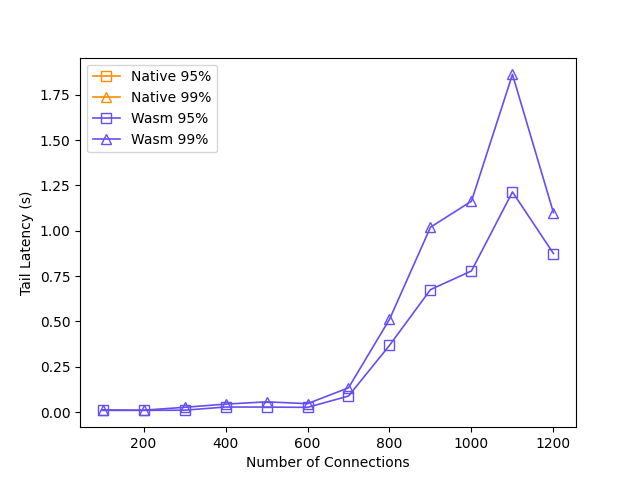 Native 95%
Native 99%
Wasm 95%
Wasm 99%
1.75
1.50
1.25
1.00
0.75
0.50
0.25
0.00
Tail Latency (s)
200 400 600 800 1000 1200
Number of Connections